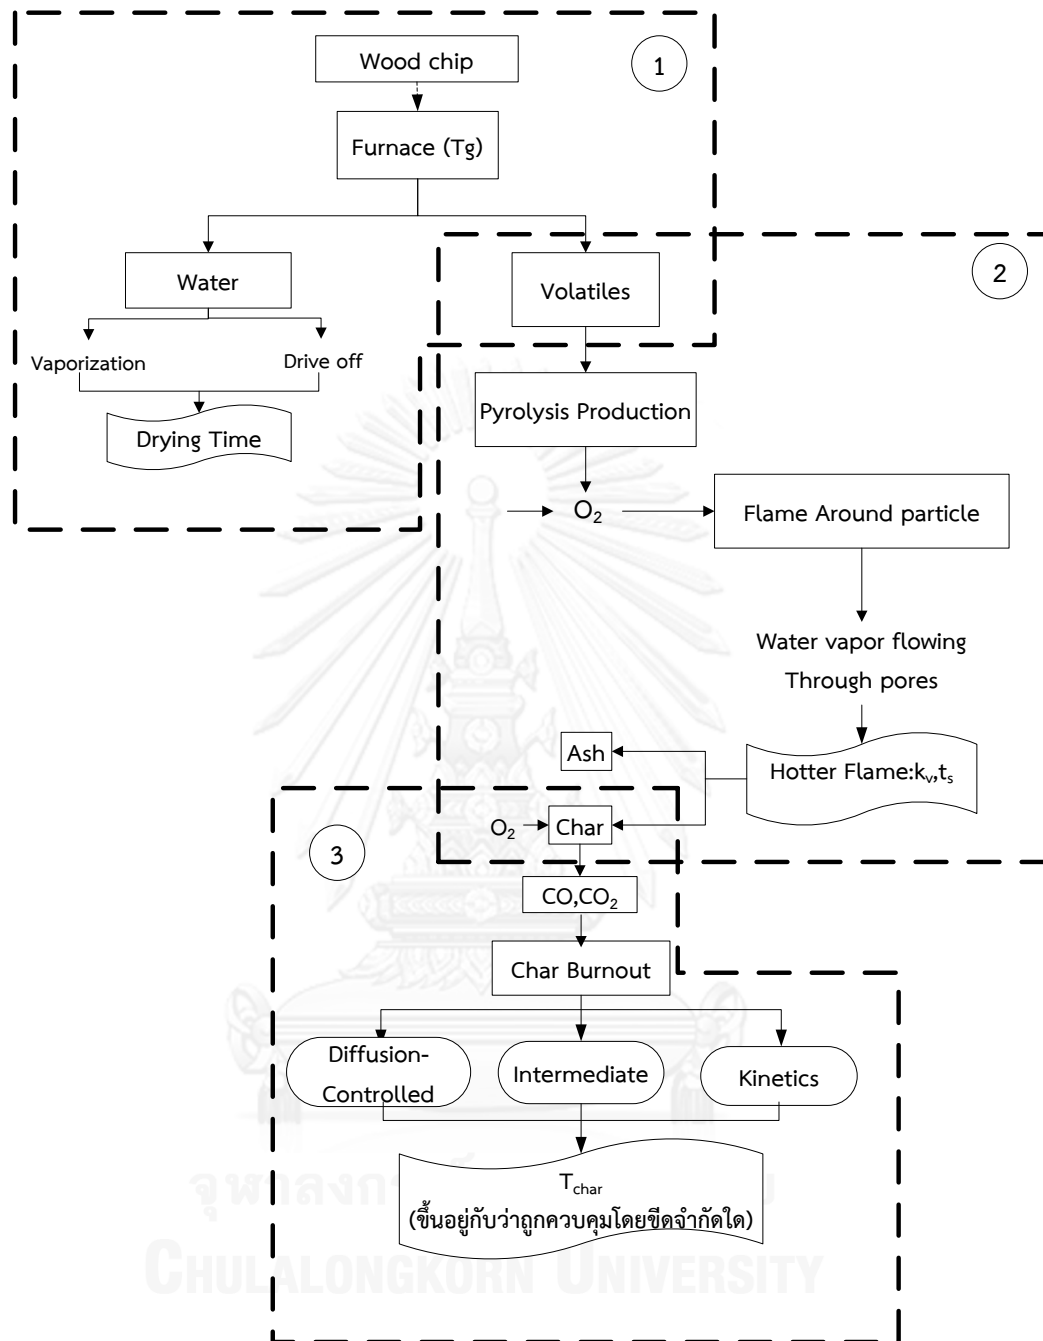 Wood chip
1
Furnace (Tg)
Water
Volatiles
2
Vaporization
Drive off
Drying Time
Pyrolysis Production
O₂
Flame Around particle
Water vapor flowing
Through pores
Hotter Flame:kᵥ,tₛ
Ash
O₂
Char
3
CO,CO₂
Char Burnout
Diffusion-
Controlled
Intermediate
Kinetics
T_char
(ขึ้นอยู่กับว่าถูกควบคุมโดยขีดจำกัดใด)
CHULALONGKORN UNIVERSITY